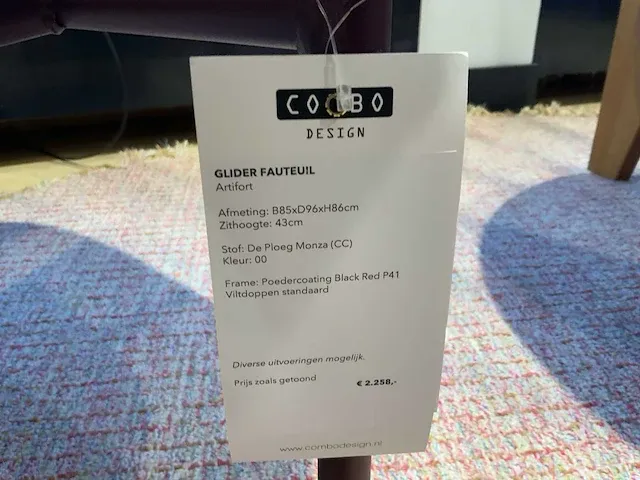 COMBO
DESIGN
GLIDER FAUTEUIL
Artifort
Afmeting: B85xD96xH86cm
Zithoogte: 43cm
Stof: De Ploeg Monza (CC)
Kleur: 00
Frame: Poedercoating Black Red P41
Viltdoppen standaard
Diverse uitvoeringen mogelijk.
Prijs zoals getoond € 2.258,-
www.combodesign.nl